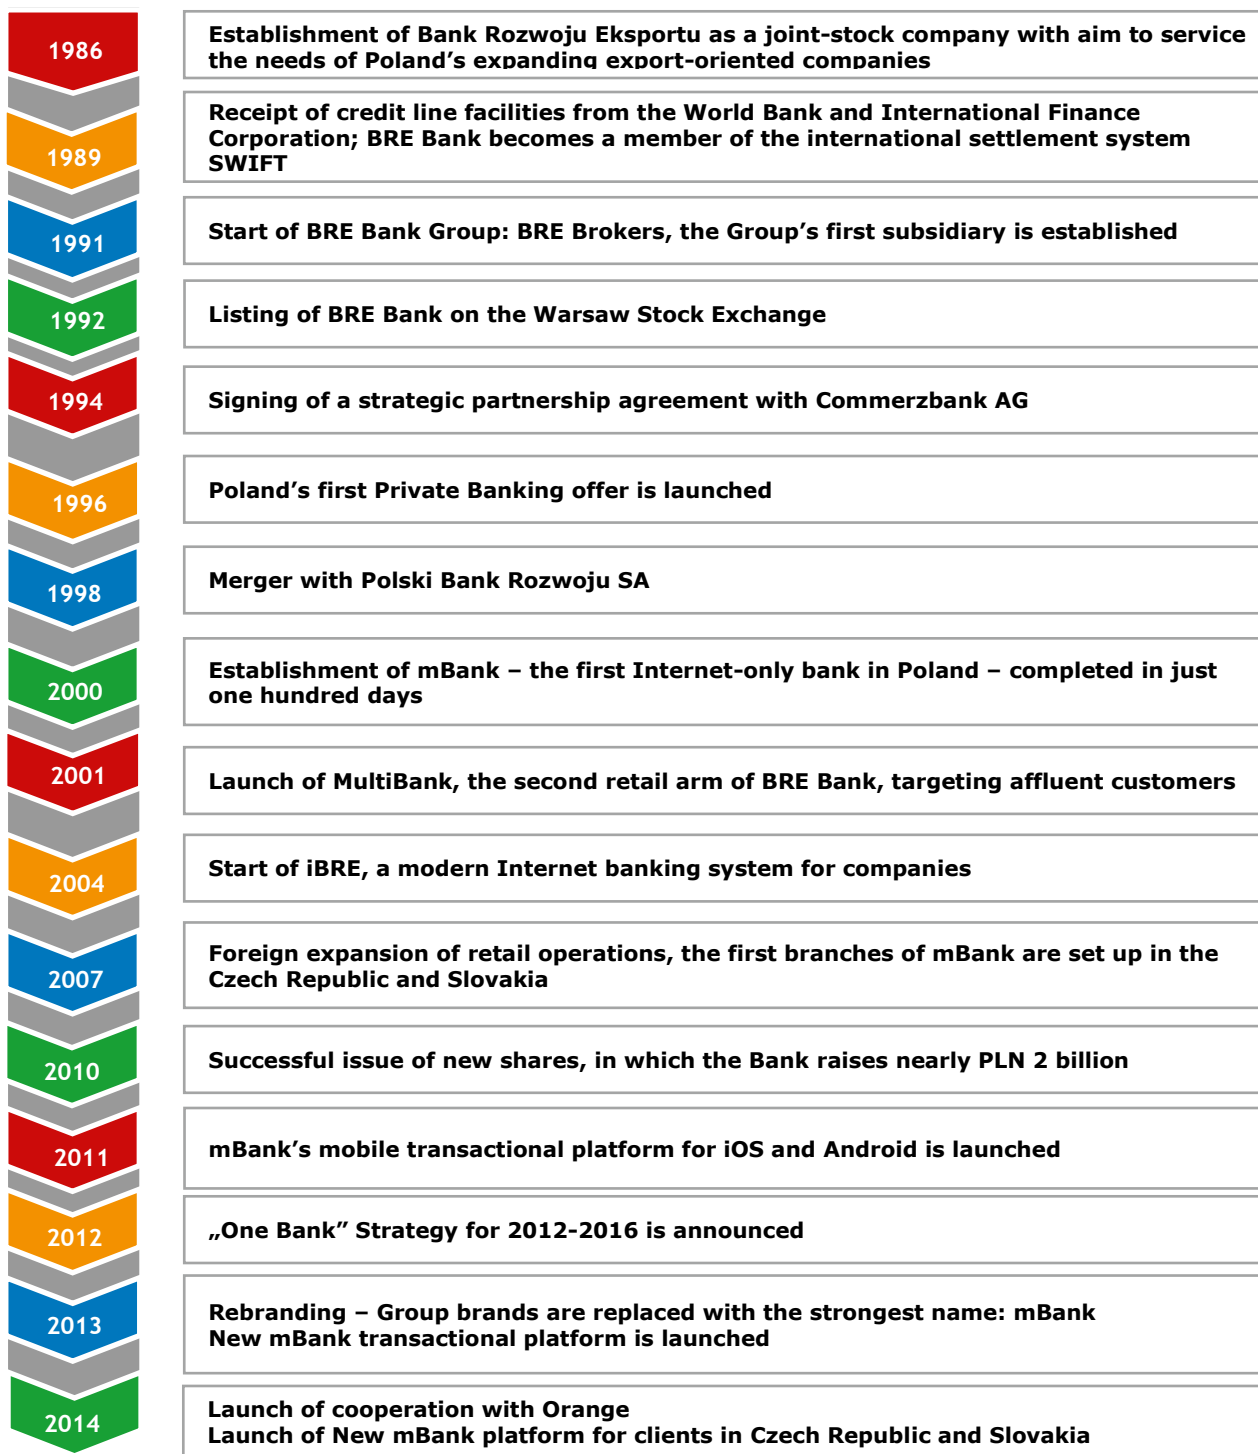 1986
Establishment of Bank Rozwoju Eksportu as a joint-stock company with aim to service
the needs of Poland’s expanding export-oriented companies
1989
Receipt of credit line facilities from the World Bank and International Finance
Corporation; BRE Bank becomes a member of the international settlement system
SWIFT
1991
Start of BRE Bank Group: BRE Brokers, the Group’s first subsidiary is established
1992
Listing of BRE Bank on the Warsaw Stock Exchange
1994
Signing of a strategic partnership agreement with Commerzbank AG
1996
Poland’s first Private Banking offer is launched
1998
Merger with Polski Bank Rozwoju SA
2000
Establishment of mBank – the first Internet-only bank in Poland – completed in just
one hundred days
2001
Launch of MultiBank, the second retail arm of BRE Bank, targeting affluent customers
2004
Start of iBRE, a modern Internet banking system for companies
2007
Foreign expansion of retail operations, the first branches of mBank are set up in the
Czech Republic and Slovakia
2010
Successful issue of new shares, in which the Bank raises nearly PLN 2 billion
2011
mBank’s mobile transactional platform for iOS and Android is launched
2012
„One Bank” Strategy for 2012-2016 is announced
2013
Rebranding – Group brands are replaced with the strongest name: mBank
New mBank transactional platform is launched
2014
Launch of cooperation with Orange
Launch of New mBank platform for clients in Czech Republic and Slovakia